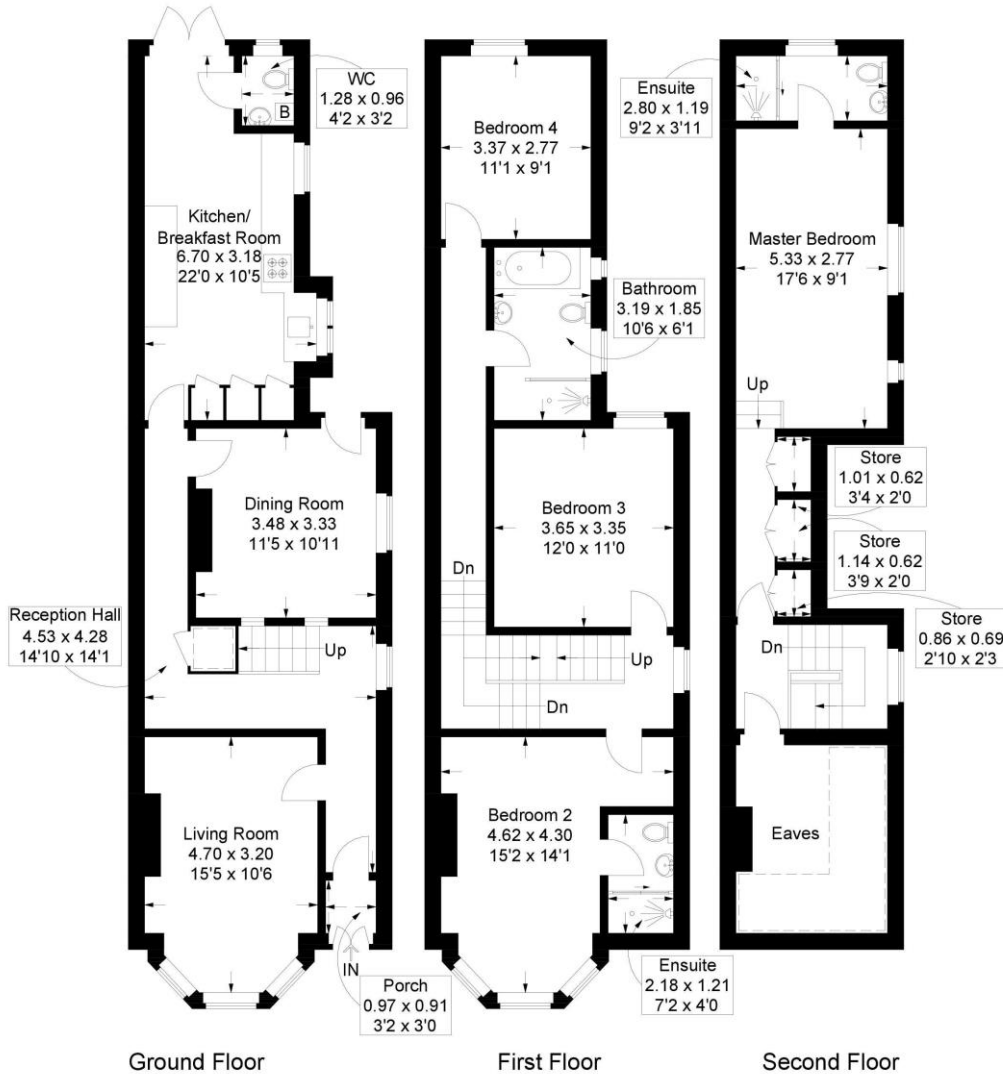 WC
1.28 x 0.96
4'2 x 3'2
B
Kitchen/
Breakfast Room
6.70 x 3.18
22'0 x 10'5
Dining Room
3.48 x 3.33
11'5 x 10'11
Reception Hall
4.53 x 4.28
14'10 x 14'1
Up
Living Room
4.70 x 3.20
15'5 x 10'6
IN
Porch
0.97 x 0.91
3'2 x 3'0
Ground Floor
Bedroom 4
3.37 x 2.77
11'1 x 9'1
Bathroom
3.19 x 1.85
10'6 x 6'1
Bedroom 3
3.65 x 3.35
12'0 x 11'0
Dn
Up
Dn
Bedroom 2
4.62 x 4.30
15'2 x 14'1
Ensuite
2.18 x 1.21
7'2 x 4'0
First Floor
Ensuite
2.80 x 1.19
9'2 x 3'11
Master Bedroom
5.33 x 2.77
17'6 x 9'1
Up
Store
1.01 x 0.62
3'4 x 2'0
Store
1.14 x 0.62
3'9 x 2'0
Store
0.86 x 0.69
2'10 x 2'3
Dn
Eaves
Second Floor